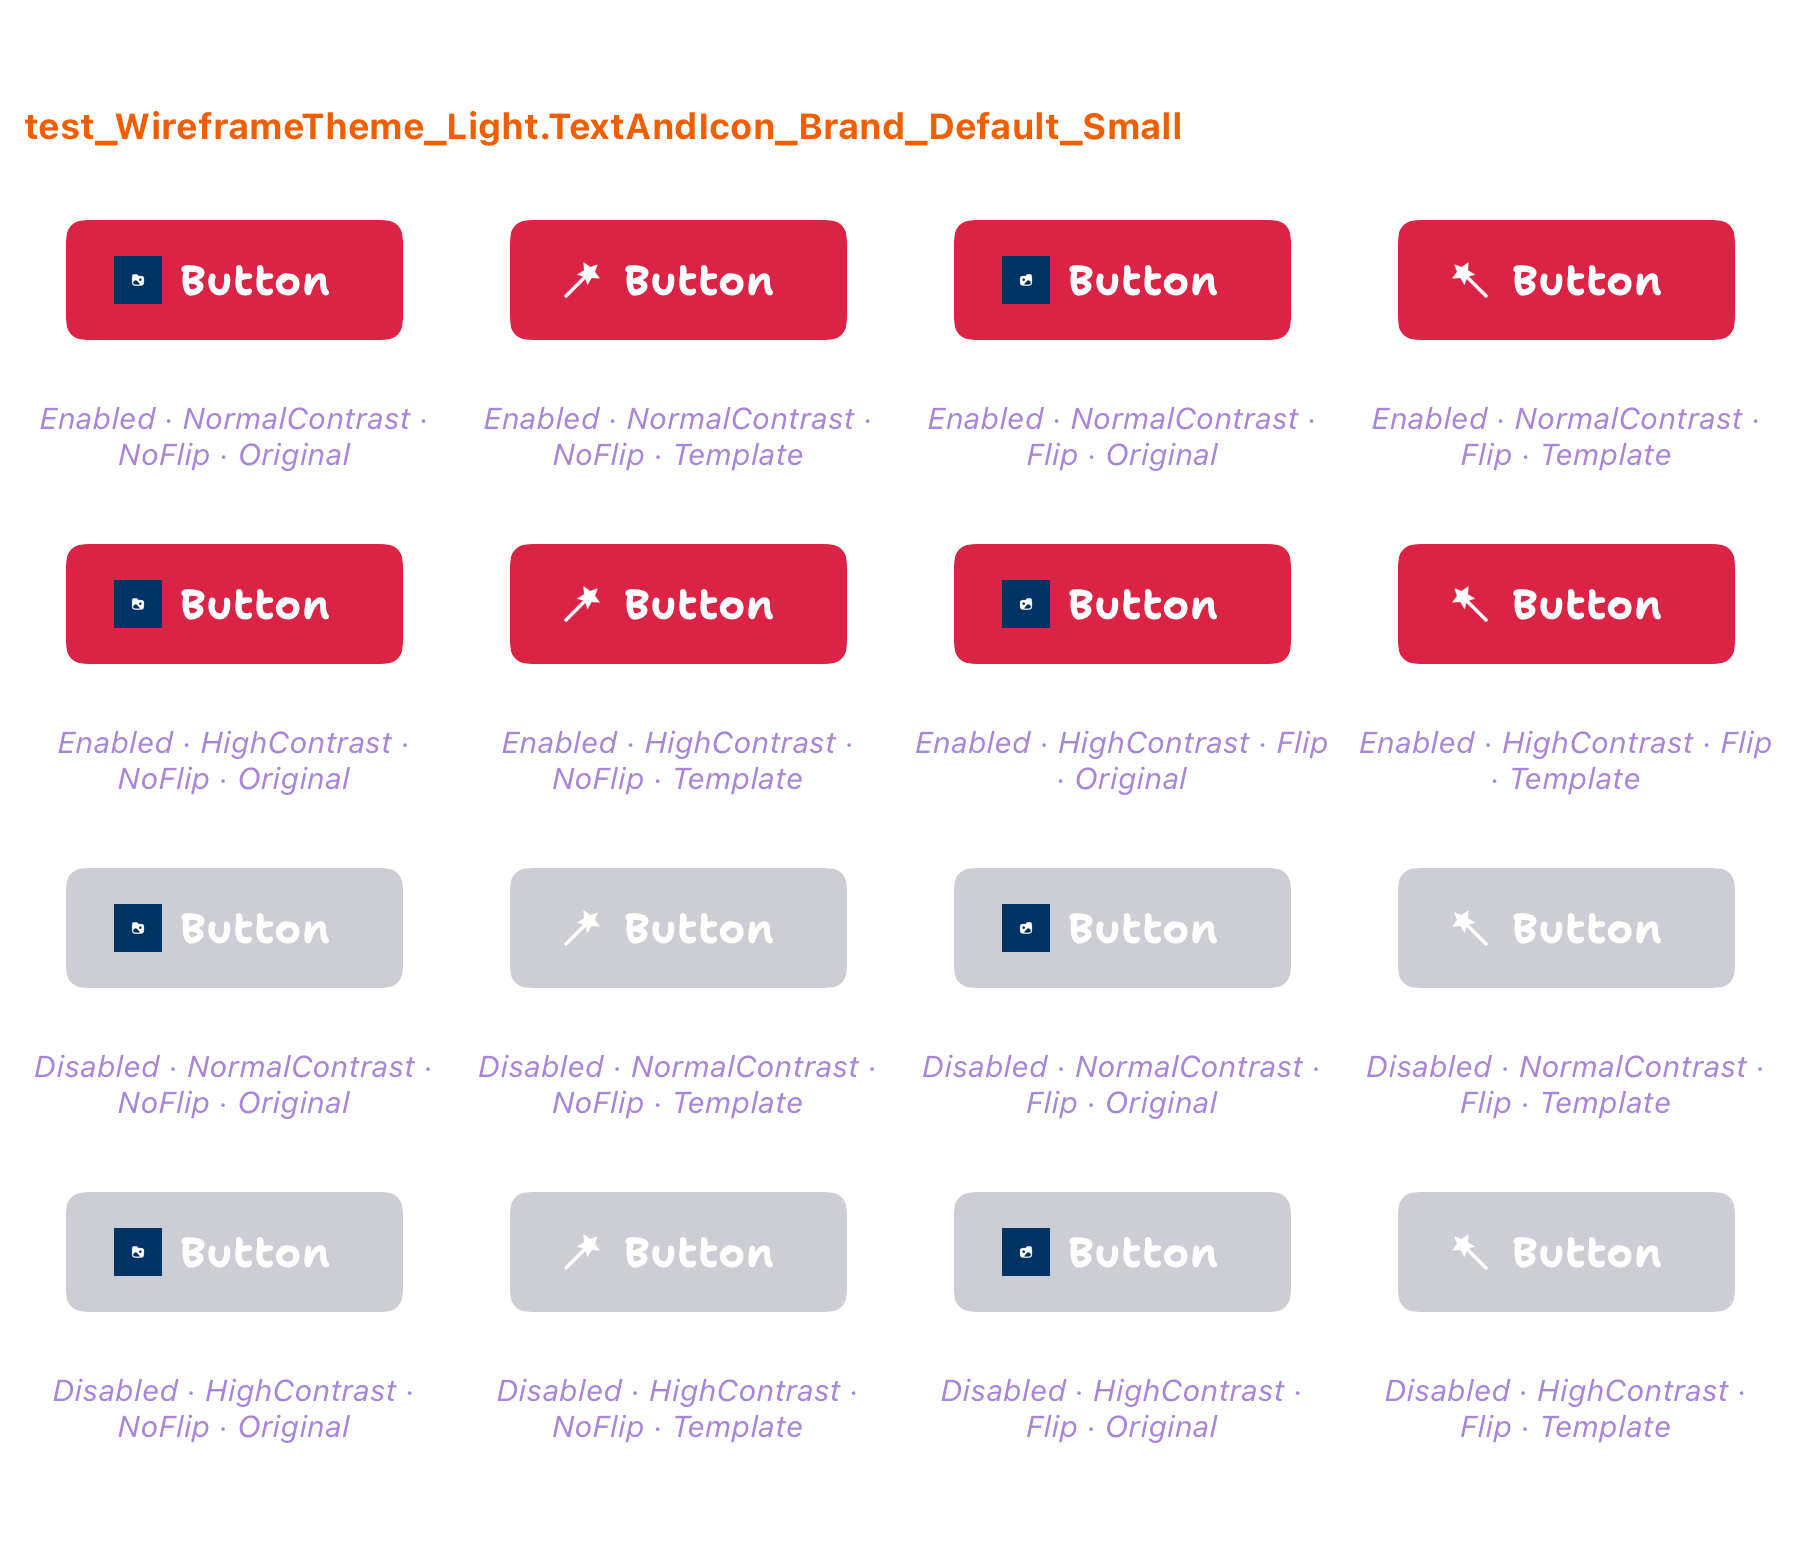 test_WireframeTheme_Light.TextAndIcon_Brand_Default_Small
Button Button Button Button
Enabled · NormalContrast · Enabled · NormalContrast · Enabled · NormalContrast · Enabled · NormalContrast ·
NoFlip · Original NoFlip · Template Flip · Original Flip · Template
Button Button Button Button
Enabled · HighContrast · Enabled · HighContrast · Enabled · HighContrast · Flip Enabled · HighContrast · Flip
NoFlip · Original NoFlip · Template · Original · Template
Button Button Button Button
Disabled · NormalContrast · Disabled · NormalContrast · Disabled · NormalContrast · Disabled · NormalContrast ·
NoFlip · Original NoFlip · Template Flip · Original Flip · Template
Button Button Button Button
Disabled · HighContrast · Disabled · HighContrast · Disabled · HighContrast · Disabled · HighContrast ·
NoFlip · Original NoFlip · Template Flip · Original Flip · Template